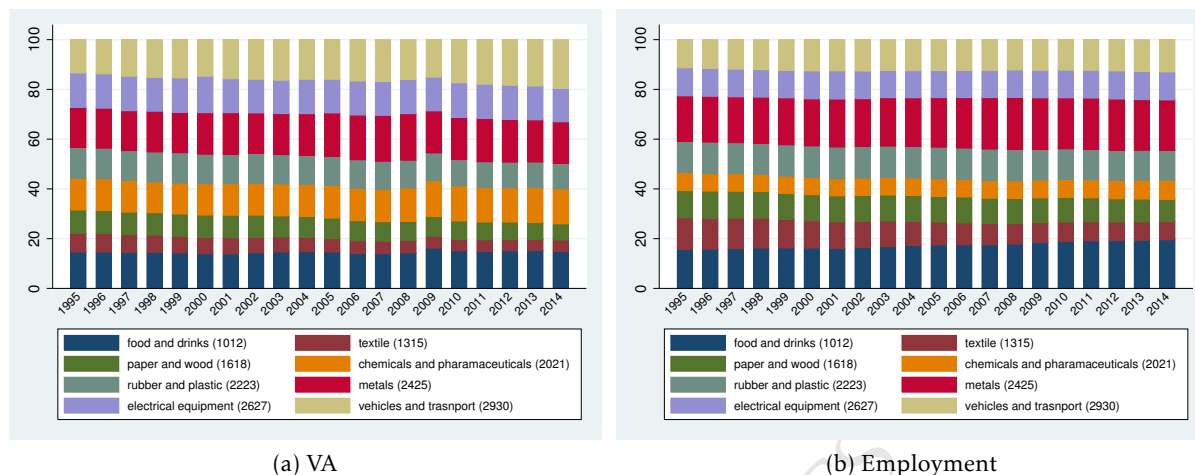 0 20 40 60 80 100
1995 1996 1997 1998 1999 2000 2001 2002 2003 2004 2005 2006 2007 2008 2009 2010 2011 2012 2013 2014
food and drinks (1012) textile (1315)
paper and wood (1618) chemicals and pharamaceuticals (2021)
rubber and plastic (2223) metals (2425)
electrical equipment (2627) vehicles and trasnport (2930)
(a) VA
0 20 40 60 80 100
1995 1996 1997 1998 1999 2000 2001 2002 2003 2004 2005 2006 2007 2008 2009 2010 2011 2012 2013 2014
food and drinks (1012) textile (1315)
paper and wood (1618) chemicals and pharamaceuticals (2021)
rubber and plastic (2223) metals (2425)
electrical equipment (2627) vehicles and trasnport (2930)
(b) Employment